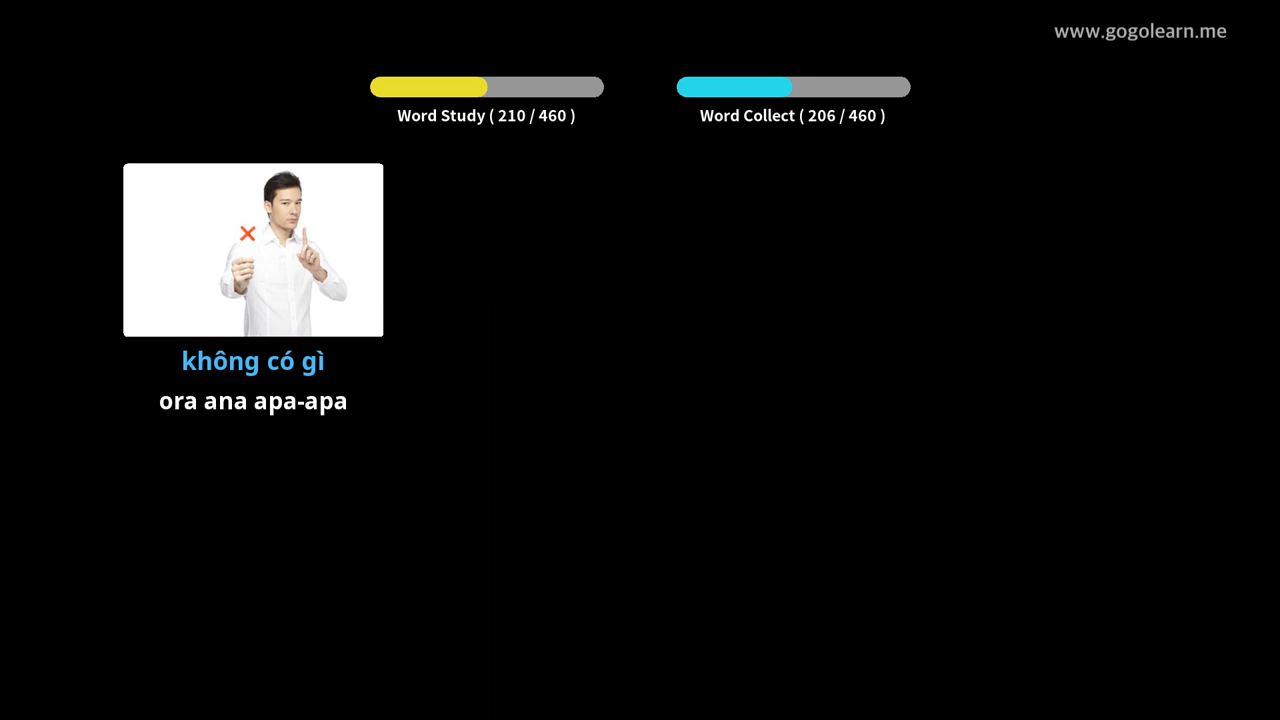 www.gogolearn.me
Word Study ( 210 / 460 )
Word Collect ( 206 / 460 )
không có gì
ora ana apa-apa